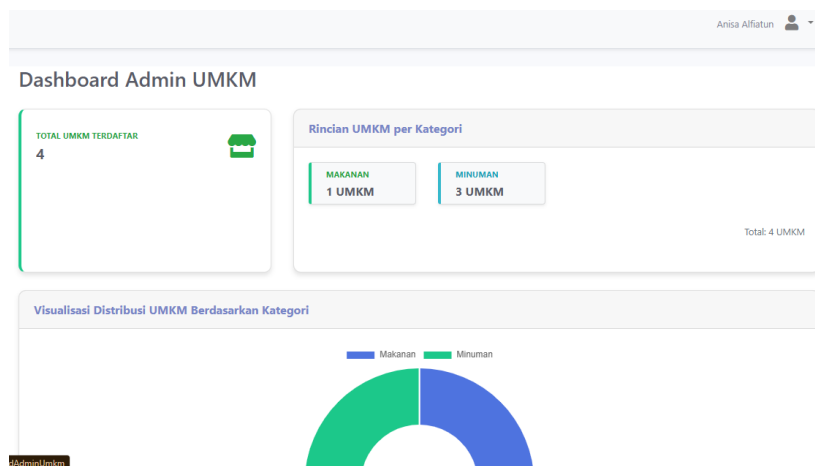 Anisa Alfiatun
Dashboard Admin UMKM
TOTAL UMKM TERDAFTAR
4
Rincian UMKM per Kategori
MAKANAN
1 UMKM
MINUMAN
3 UMKM
Total: 4 UMKM
Visualisasi Distribusi UMKM Berdasarkan Kategori
Makanan Minuman
dAdminUmkm